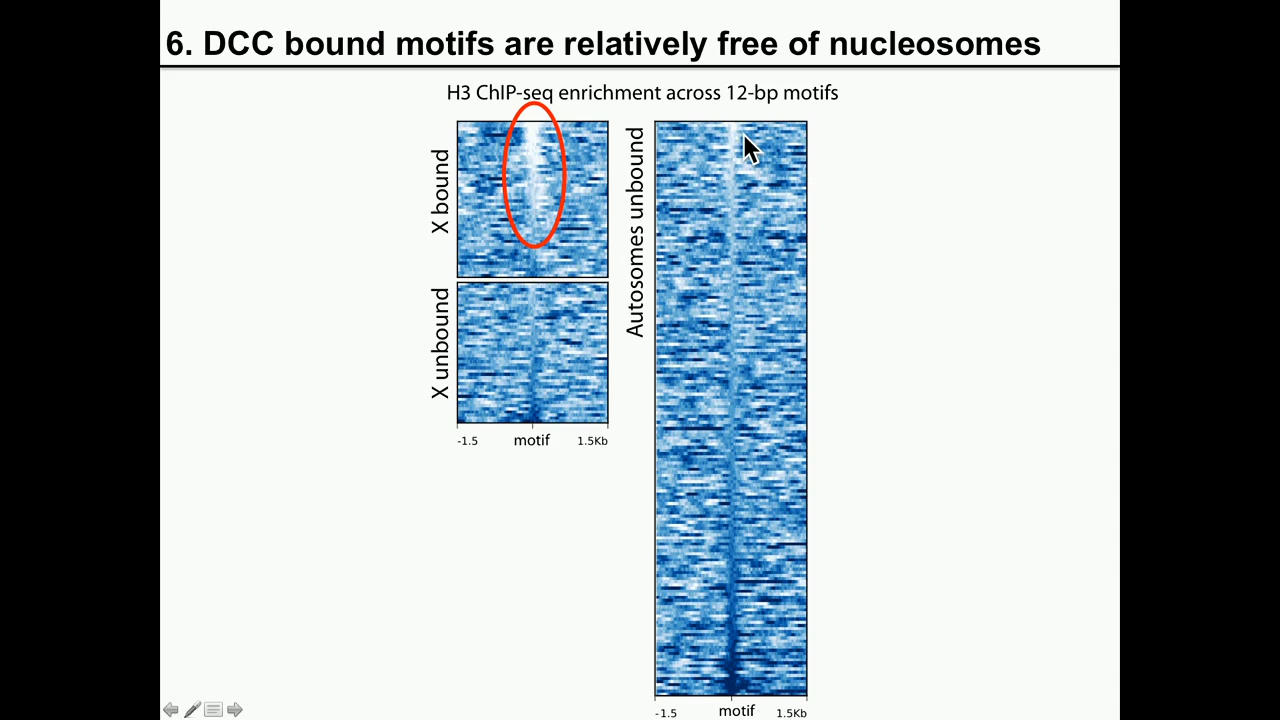 6. DCC bound motifs are relatively free of nucleosomes
H3 ChIP-seq enrichment across 12-bp motifs
X bound
X unbound
-1.5 motif 1.5Kb
Autosomes unbound
-1.5 motif 1.5Kb